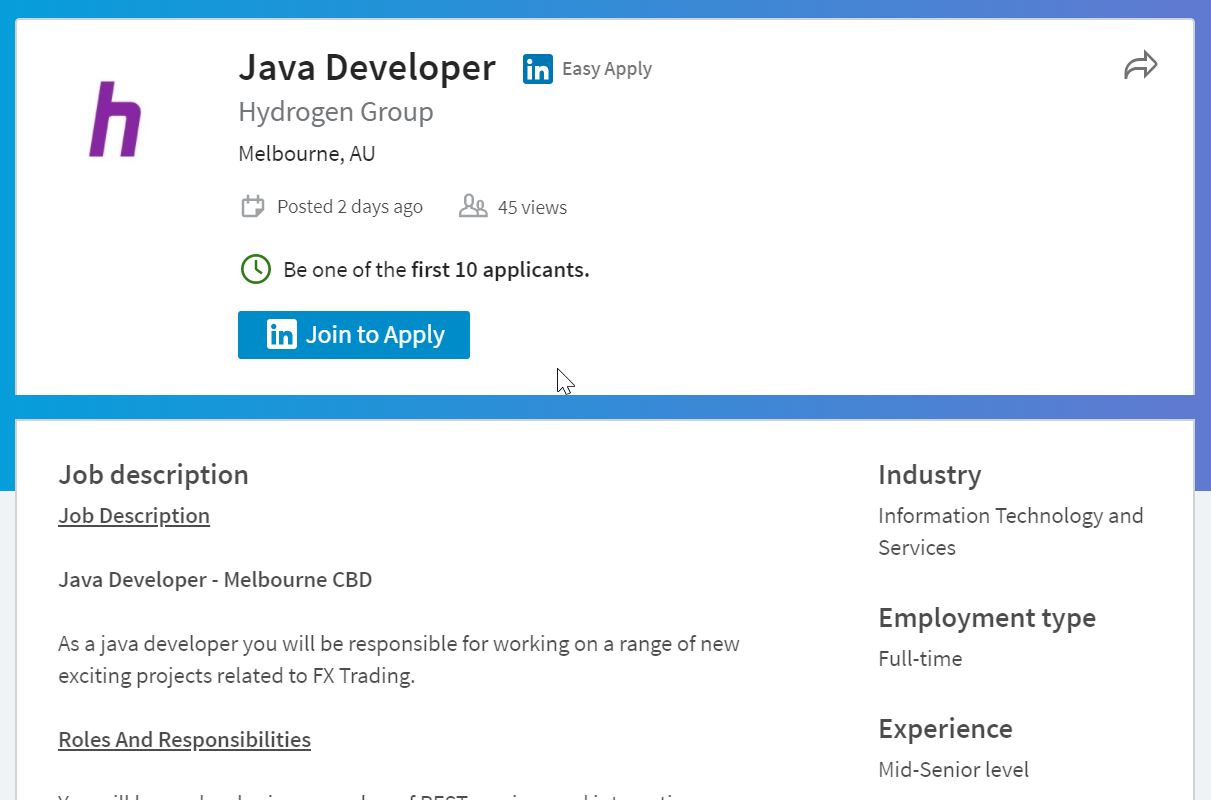 Java Developer
in Easy Apply
h
Hydrogen Group
Melbourne, AU
Posted 2 days ago 45 views
Be one of the first 10 applicants.
in Join to Apply
Job description
Job Description
Java Developer - Melbourne CBD
As a java developer you will be responsible for working on a range of new
exciting projects related to FX Trading.
Roles And Responsibilities
Industry
Information Technology and
Services
Employment type
Full-time
Experience
Mid-Senior level